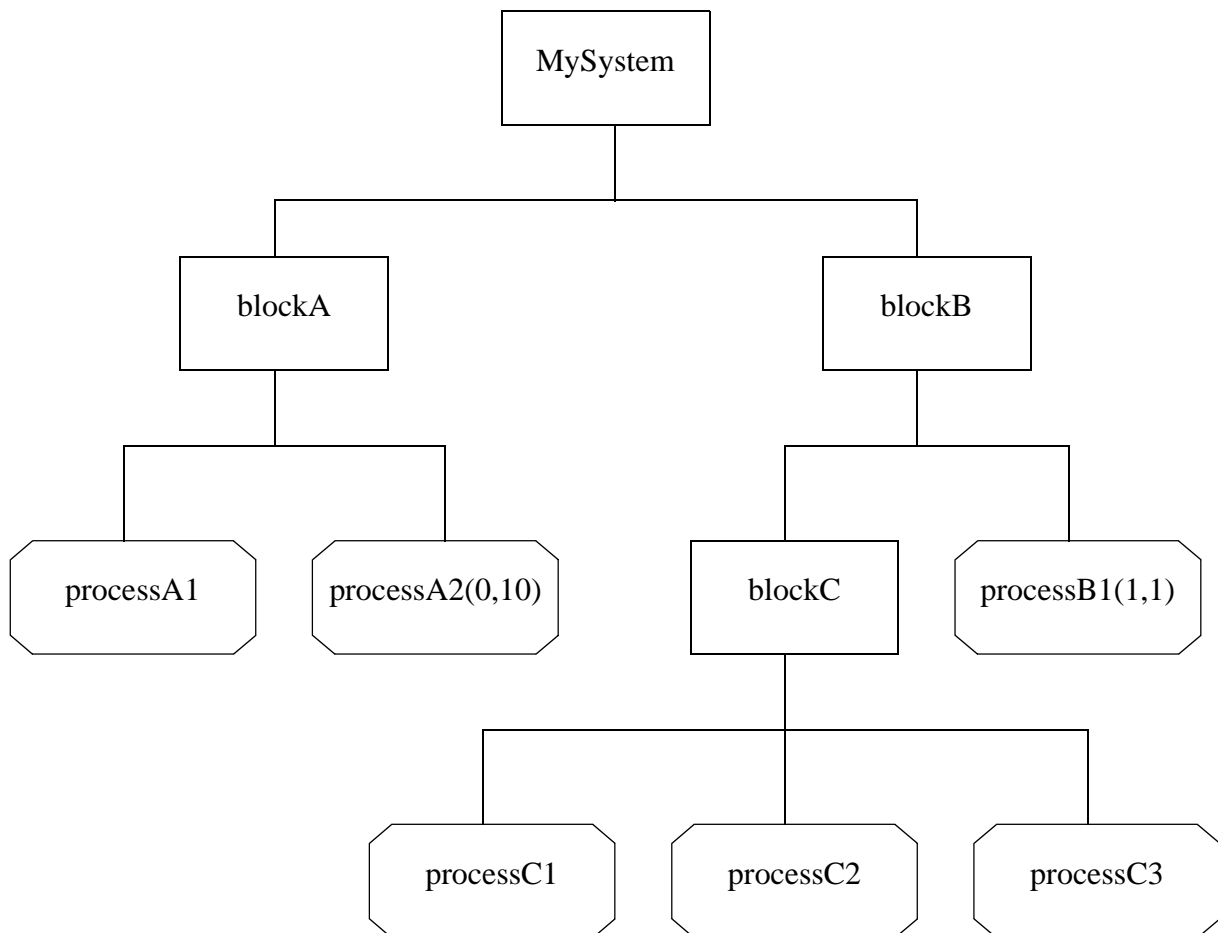 MySystem
blockA
blockB
processA1
processA2(0,10)
blockC
processB1(1,1)
processC1
processC2
processC3